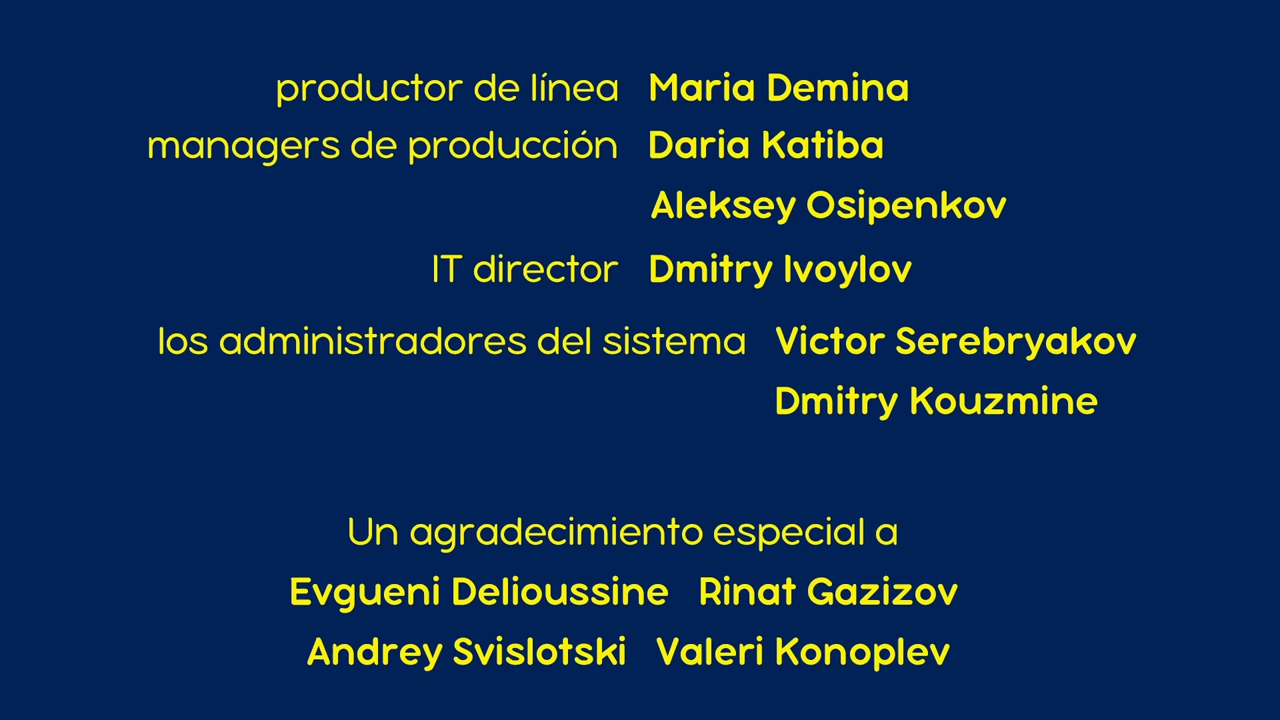 productor de línea Maria Demina
managers de producción Daria Katiba
Aleksey Osipenkov
IT director Dmitry Ivoylov
los administradores del sistema Victor Serebryakov
Dmitry Kouzmine
Un agradecimiento especial a
Evgueni Delioussine Rinat Gazizov
Andrey Svislotski Valeri Konoplev